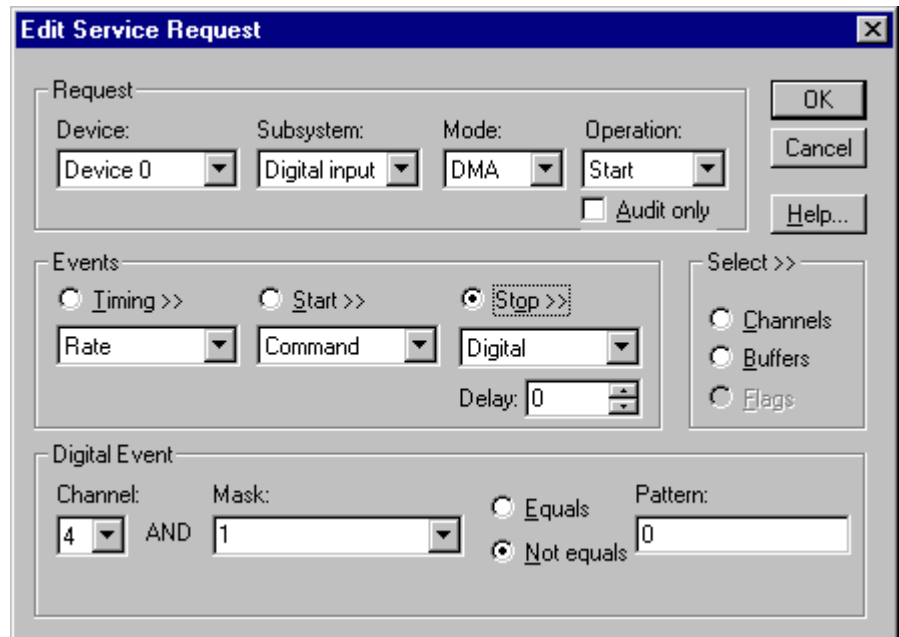 Edit Service Request
Request
Device: Subsystem: Mode: Operation:
Device 0 Digital input DMA Start
Audit only
OK
Cancel
Help...
Events
Timing >> Start >> Stop >>
Rate Command Digital
Delay: 0
Select >>
Channels
Buffers
Flags
Digital Event
Channel: Mask: Pattern:
4 AND 1 Equals 0
Not equals